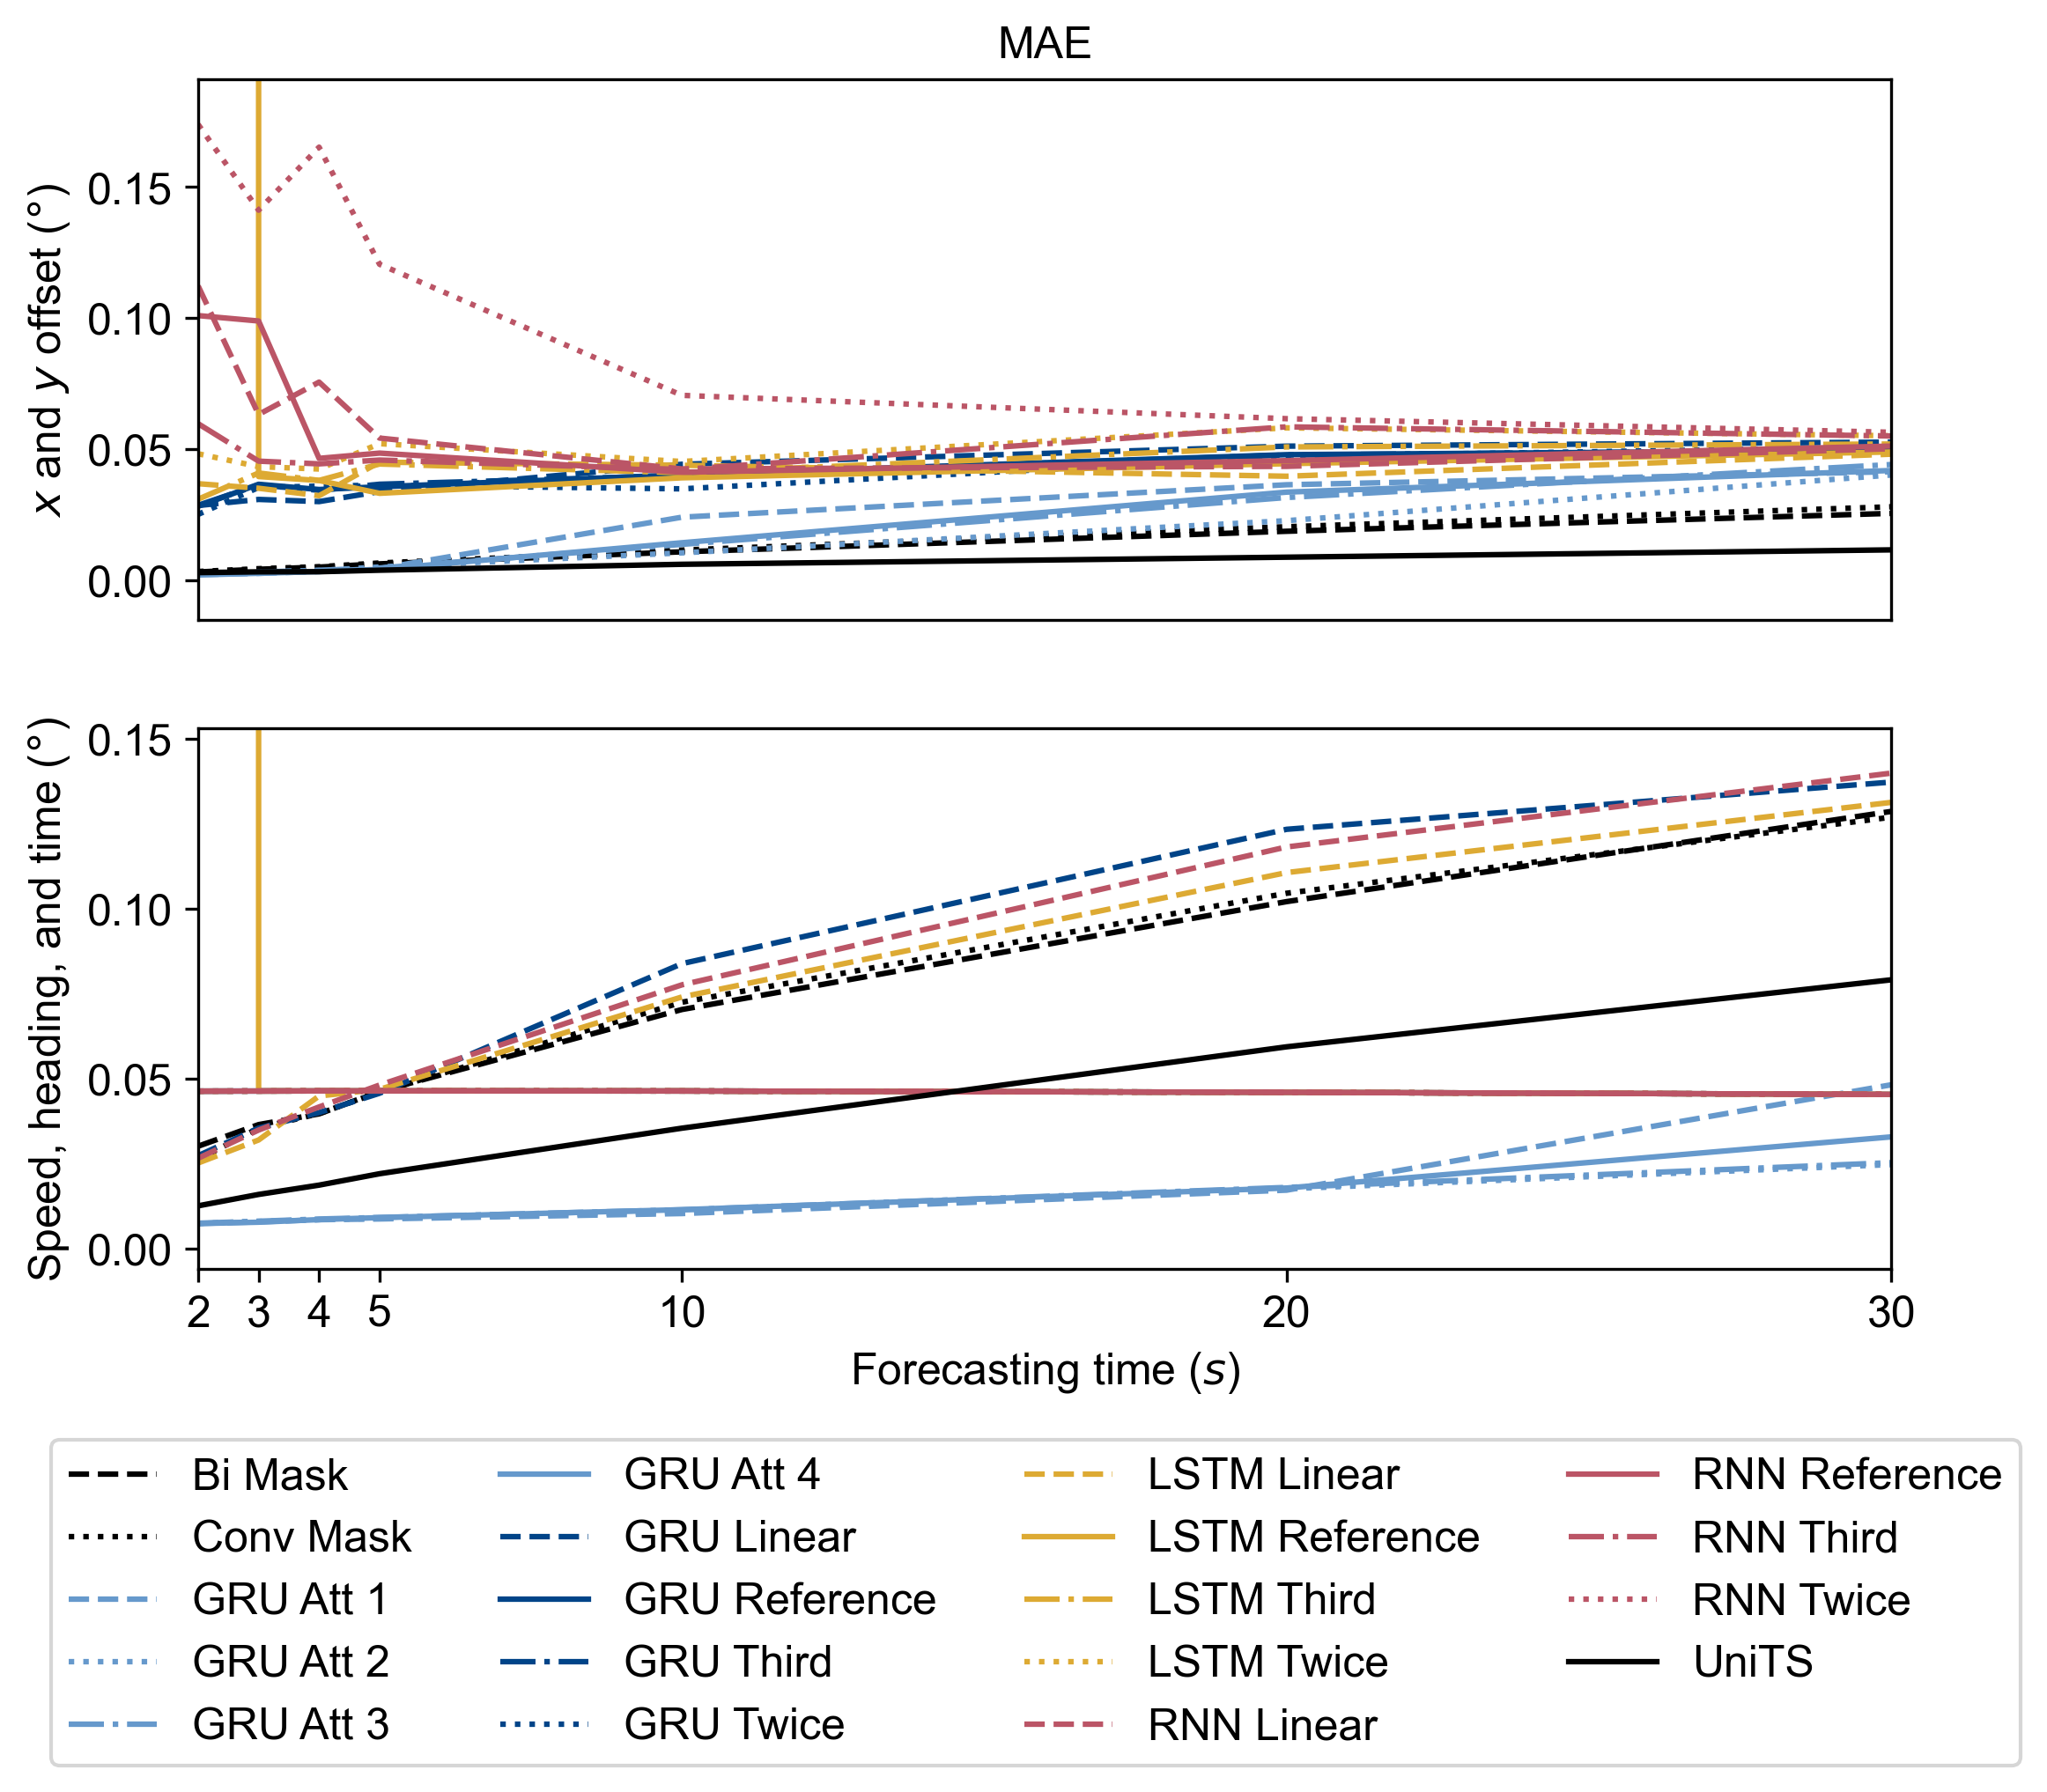 MAE
x and y offset (°)
0.15
0.10
0.05
0.00
Speed, heading, and time (°)
0.15
0.10
0.05
0.00
2 3 4 5 10 20 30
Forecasting time (s)
Bi Mask
Conv Mask
GRU Att 1
GRU Att 2
GRU Att 3
GRU Att 4
GRU Linear
GRU Reference
GRU Third
GRU Twice
LSTM Linear
LSTM Reference
LSTM Third
LSTM Twice
RNN Linear
RNN Reference
RNN Third
RNN Twice
UniTS